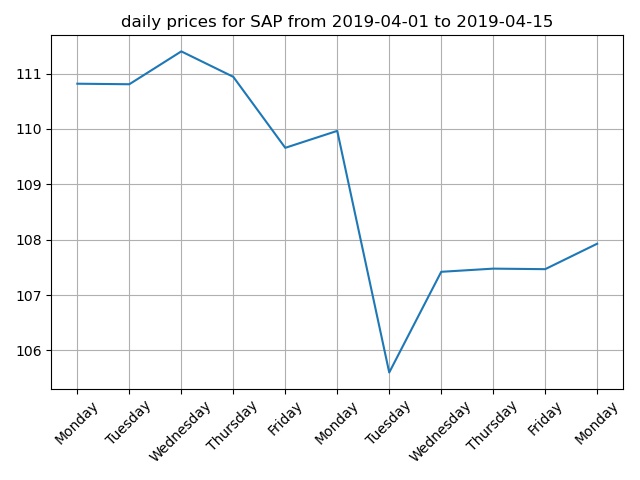 daily prices for SAP from 2019-04-01 to 2019-04-15
111
110
109
108
107
106
Monday
Tuesday
Wednesday
Thursday
Friday
Monday
Tuesday
Wednesday
Thursday
Friday
Monday